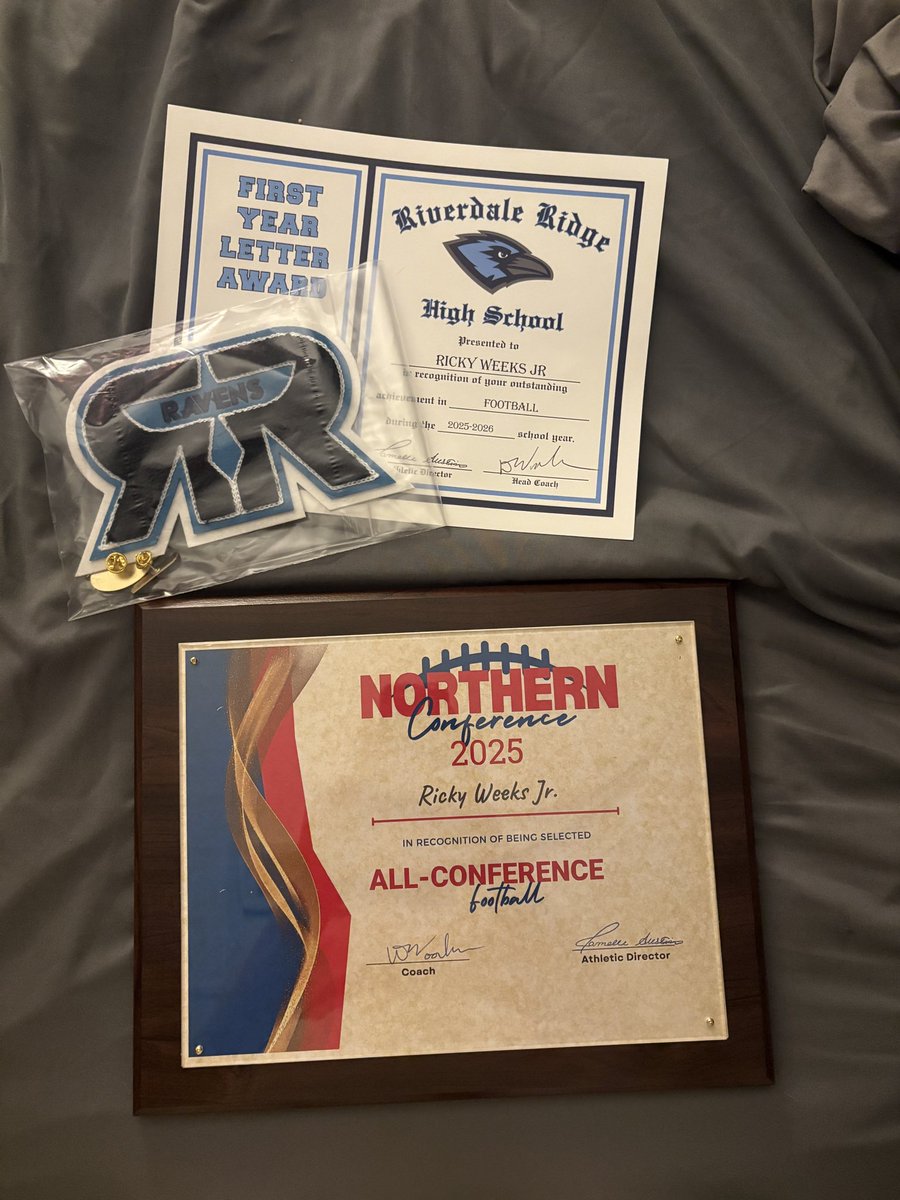 FIRST
YEAR
LETTER
AWARD
Riverdale Ridge
High School
Presented to
RICKY WEEKS JR
in recognition of your outstanding
achievement in FOOTBALL
during the 2025-2026 school year.
Athletic Director
Head Coach
RR
RAVENS
NORTHERN
Conference
2025
Ricky Weeks Jr.
IN RECOGNITION OF BEING SELECTED
ALL-CONFERENCE
football
Coach
Athletic Director